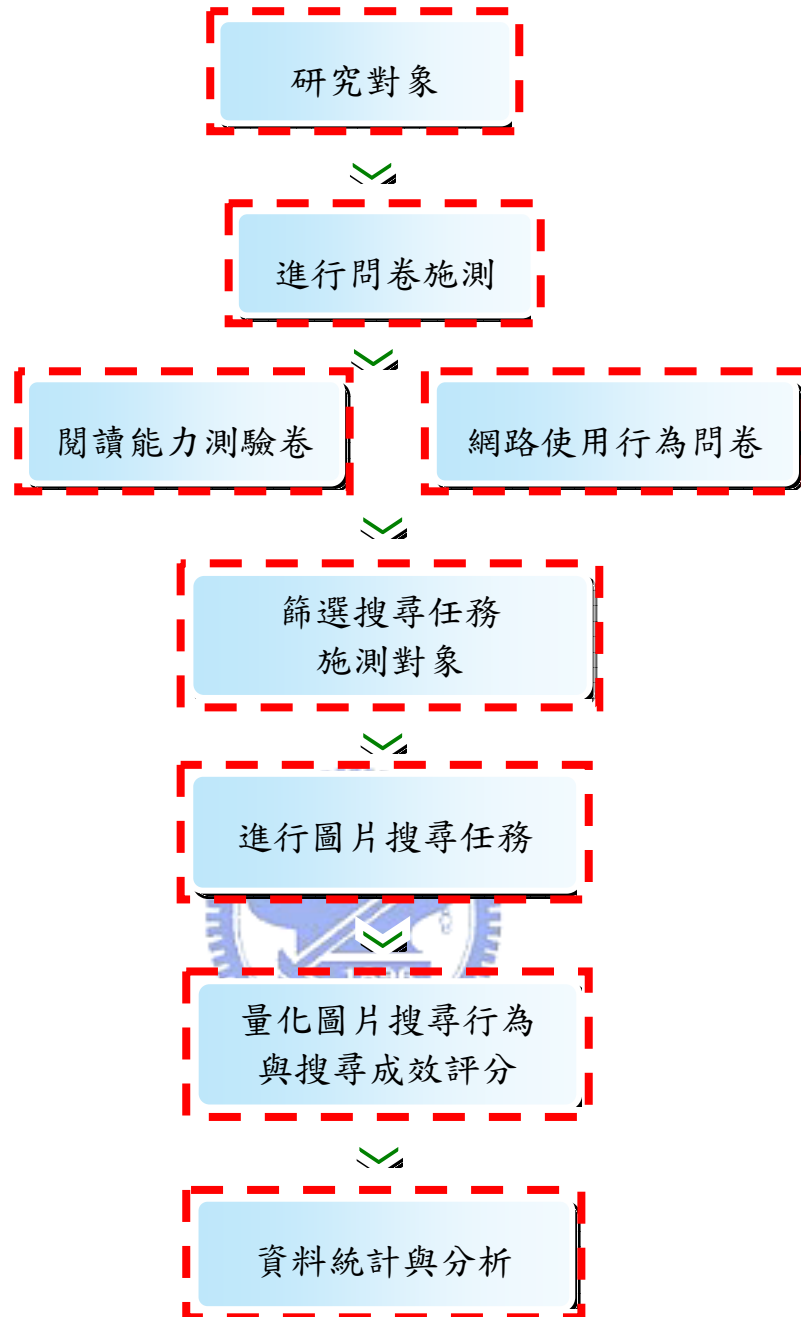 研究對象
進行問卷施測
閱讀能力測驗卷
網路使用行為問卷
篩選搜尋任務
施測對象
進行圖片搜尋任務
量化圖片搜尋行為
與搜尋成效評分
資料統計與分析